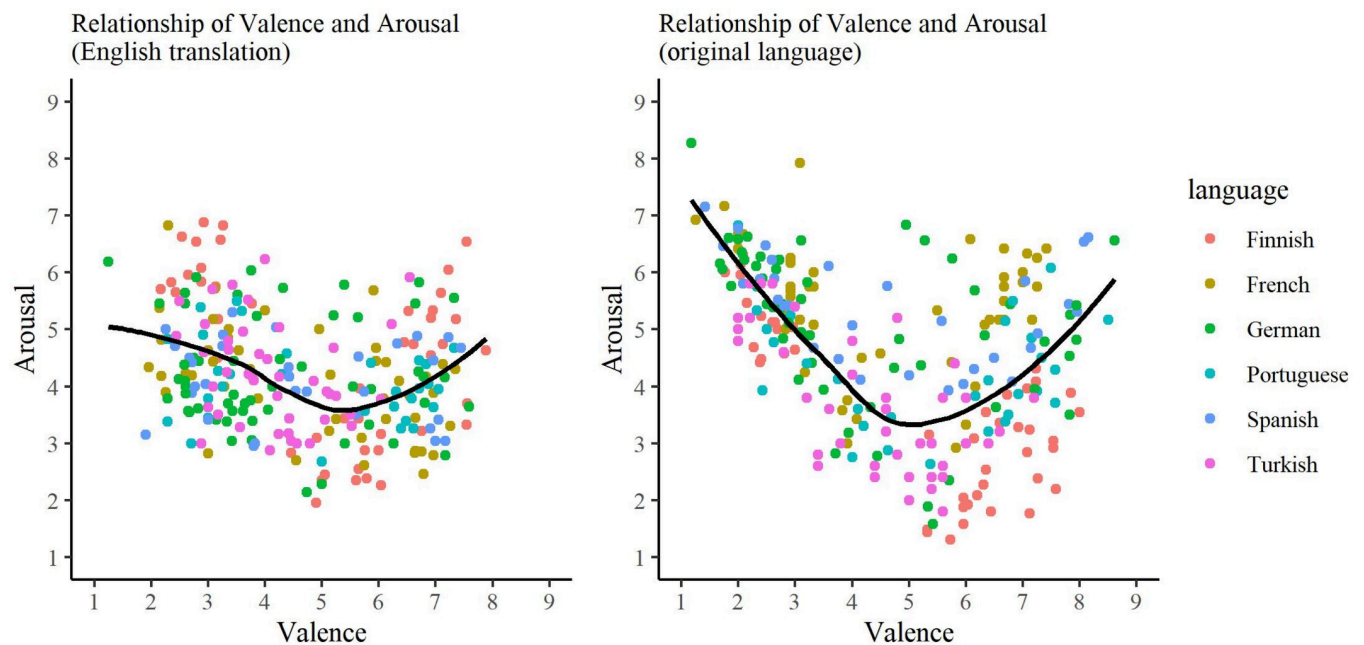 Relationship of Valence and Arousal
(English translation)
9
8
7
6
5
4
3
2
1
Arousal
1 2 3 4 5 6 7 8 9
Valence
Relationship of Valence and Arousal
(original language)
9
8
7
6
5
4
3
2
1
Arousal
1 2 3 4 5 6 7 8 9
Valence
language
Finnish
French
German
Portuguese
Spanish
Turkish